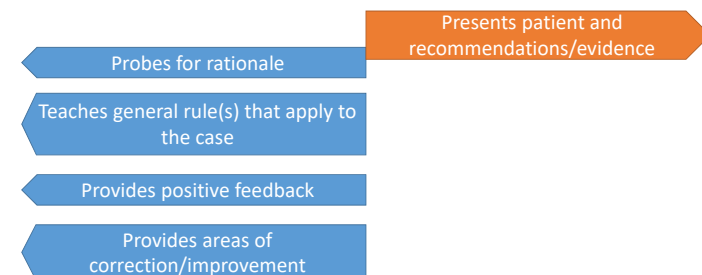 Presents patient and
recommendations/evidence
Probes for rationale
Teaches general rule(s) that apply to
the case
Provides positive feedback
Provides areas of
correction/improvement